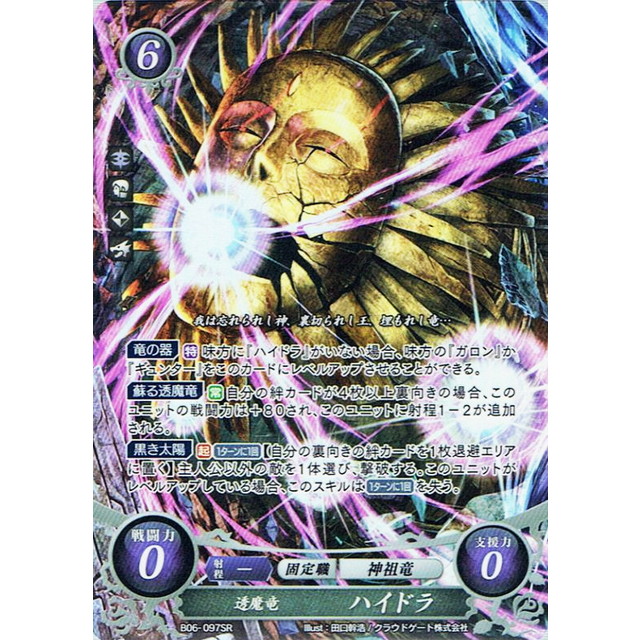 6
我は忘れられし神、裏切られし王、埋もれし竜…
竜の器 特 味方に『ハイドラ』がいない場合、味方の『ガロン』か
『ギュンター』をこのカードにレベルアップさせることができる。
蘇る透魔竜 常 自分の絆カードが4枚以上裏向きの場合、この
ユニットの戦闘力は+80され、このユニットに射程1-2が追加
される。
黒き太陽 起 1ターンに1回 【自分の裏向きの絆カードを1枚退避エリア
に置く】主人公以外の敵を1体選び、撃破する。このユニットが
レベルアップしている場合、このスキルは 1ターンに1回 を失う。
戦闘力
0
射程 — 固定職 神祖竜
支援力
0
透魔竜 ハイドラ
B06-097SR Illust:田口幹浩/クラウドゲート株式会社